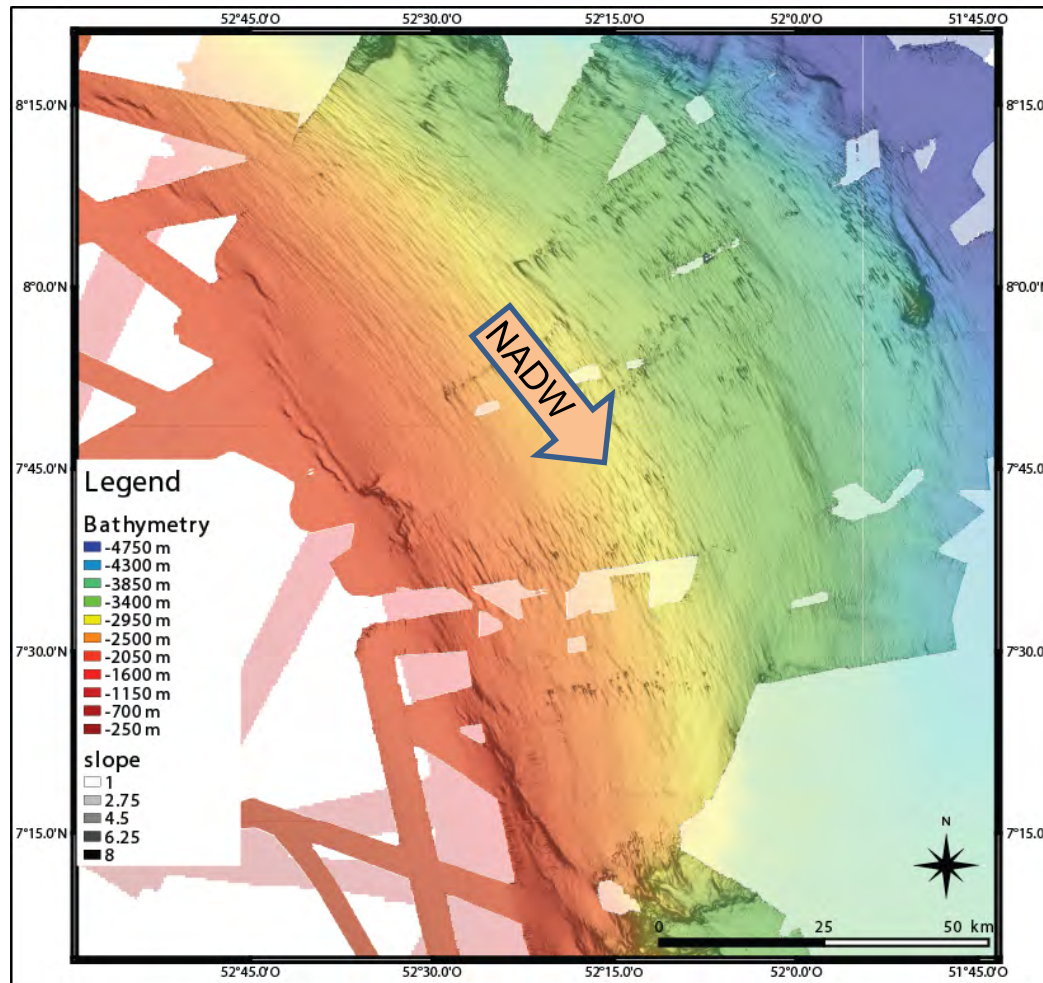 52°45.0'O 52°30.0'O 52°15.0'O 52°0.0'O 51°45.0'O
8°15.0'N 8°15.0'N
8°0.0'N 8°0.0'N
NADW
7°45.0'N 7°45.0'N
Legend
Bathymetry
-4750 m
-4300 m
-3850 m
-3400 m
-2950 m
-2500 m
-2050 m
-1600 m
-1150 m
-700 m
-250 m
7°30.0'N 7°30.0'N
slope
1
2.75
4.5
6.25
8
7°15.0'N 7°15.0'N
N
0 25 50 km
52°45.0'O 52°30.0'O 52°15.0'O 52°0.0'O 51°45.0'O